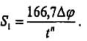 S₁ = 166,7Δφ / tⁿ .